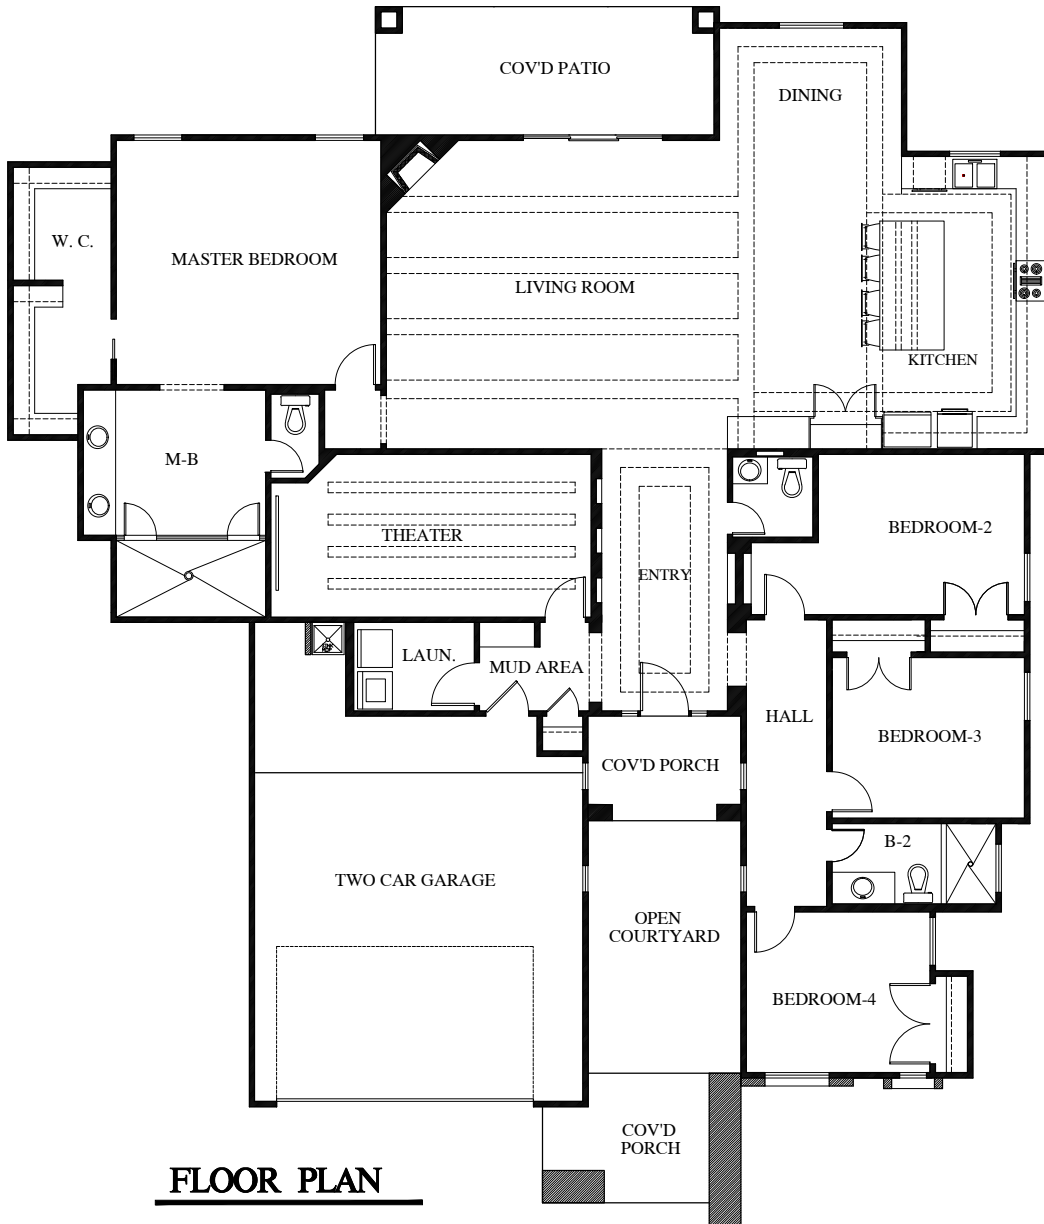 COV'D PATIO
DINING
W. C.
MASTER BEDROOM
LIVING ROOM
KITCHEN
M-B
THEATER
BEDROOM-2
ENTRY
LAUN.
MUD AREA
HALL
BEDROOM-3
COV'D PORCH
B-2
TWO CAR GARAGE
OPEN
COURTYARD
BEDROOM-4
COV'D
PORCH
FLOOR PLAN